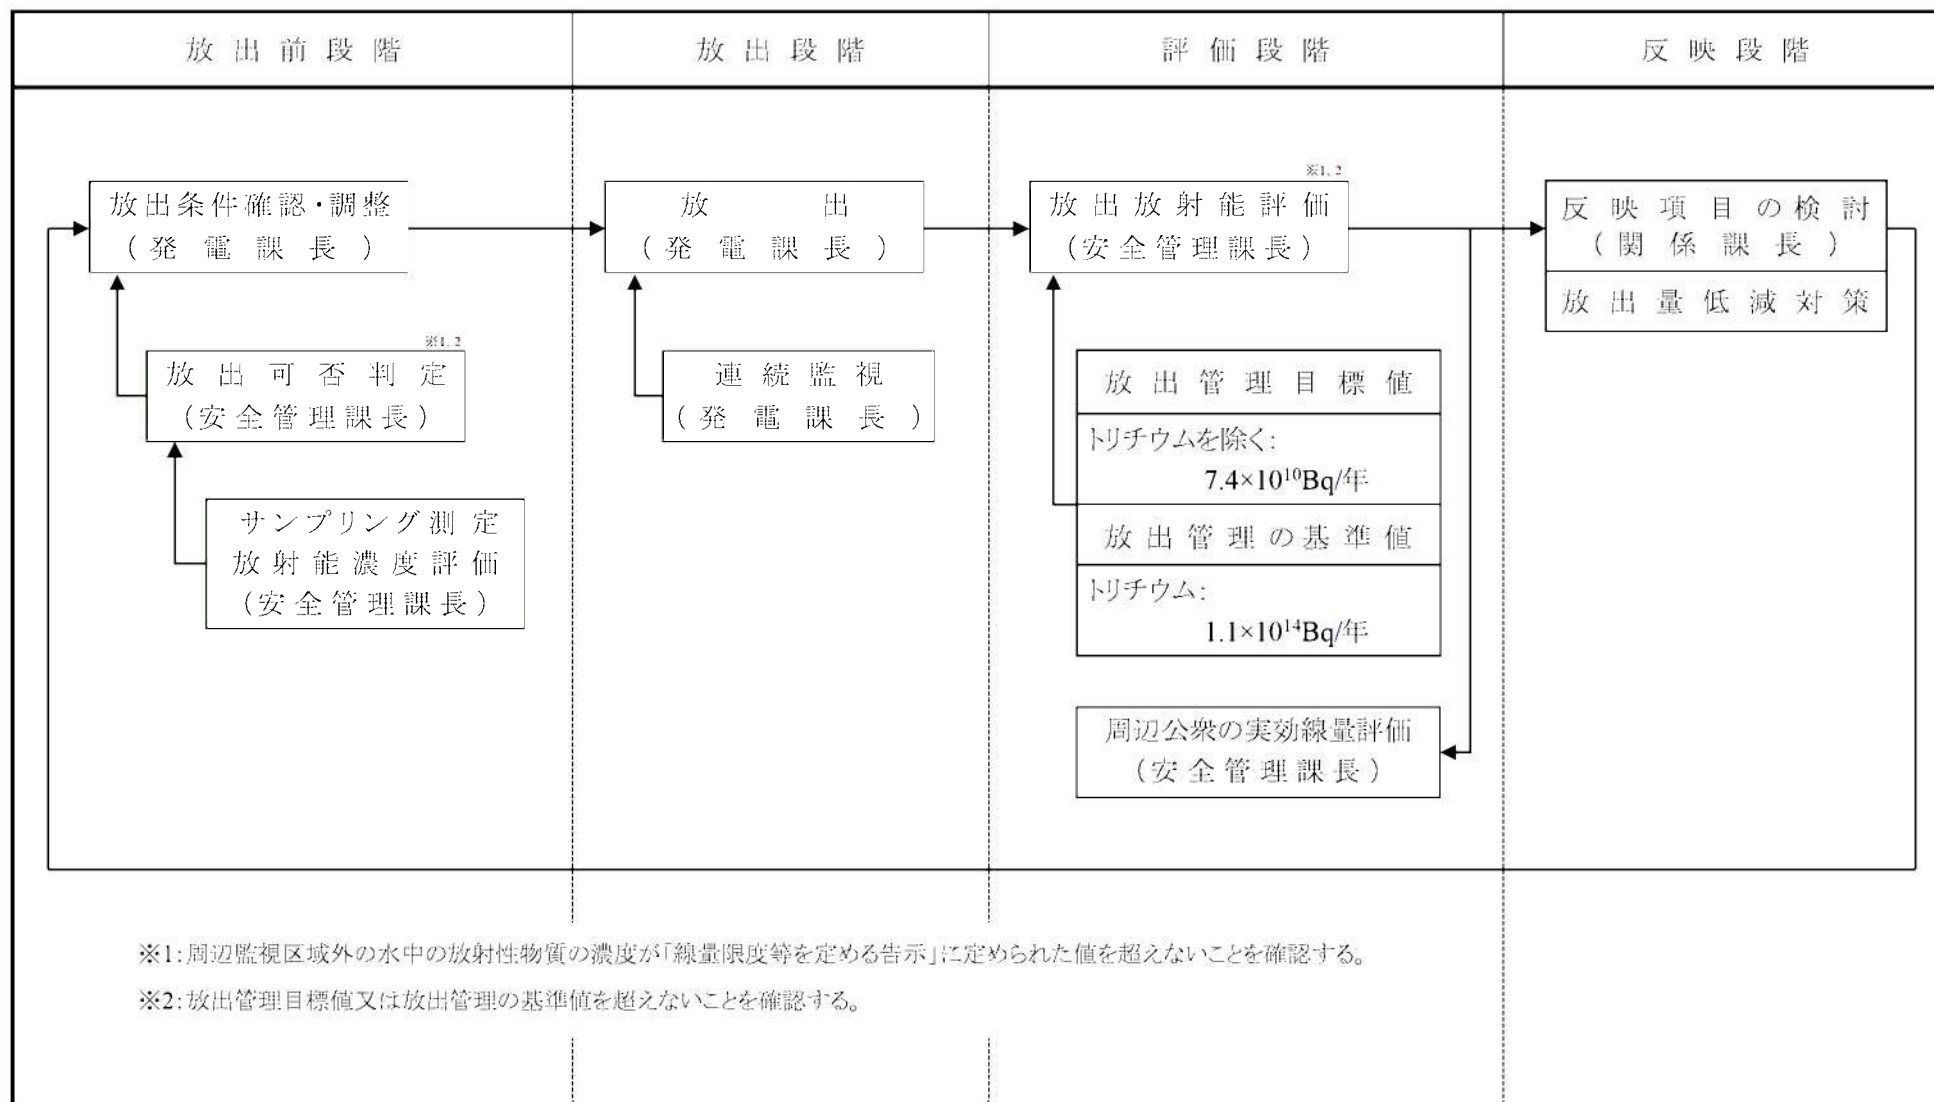 放出前段階
放出段階
評価段階
反映段階
放出条件確認・調整
(発電課長)
※1, 2
放出可否判定
(安全管理課長)
サンプリング測定
放射能濃度評価
(安全管理課長)
放出
(発電課長)
連続監視
(発電課長)
※1, 2
放出放射能評価
(安全管理課長)
放出管理目標値
トリチウムを除く:
7.4×10¹⁰Bq/年
放出管理の基準値
トリチウム:
1.1×10¹⁴Bq/年
周辺公衆の実効線量評価
(安全管理課長)
反映項目の検討
(関係課長)
放出量低減対策
※1:周辺監視区域外の水中の放射性物質の濃度が「線量限度等を定める告示」に定められた値を超えないことを確認する。
※2:放出管理目標値又は放出管理の基準値を超えないことを確認する。